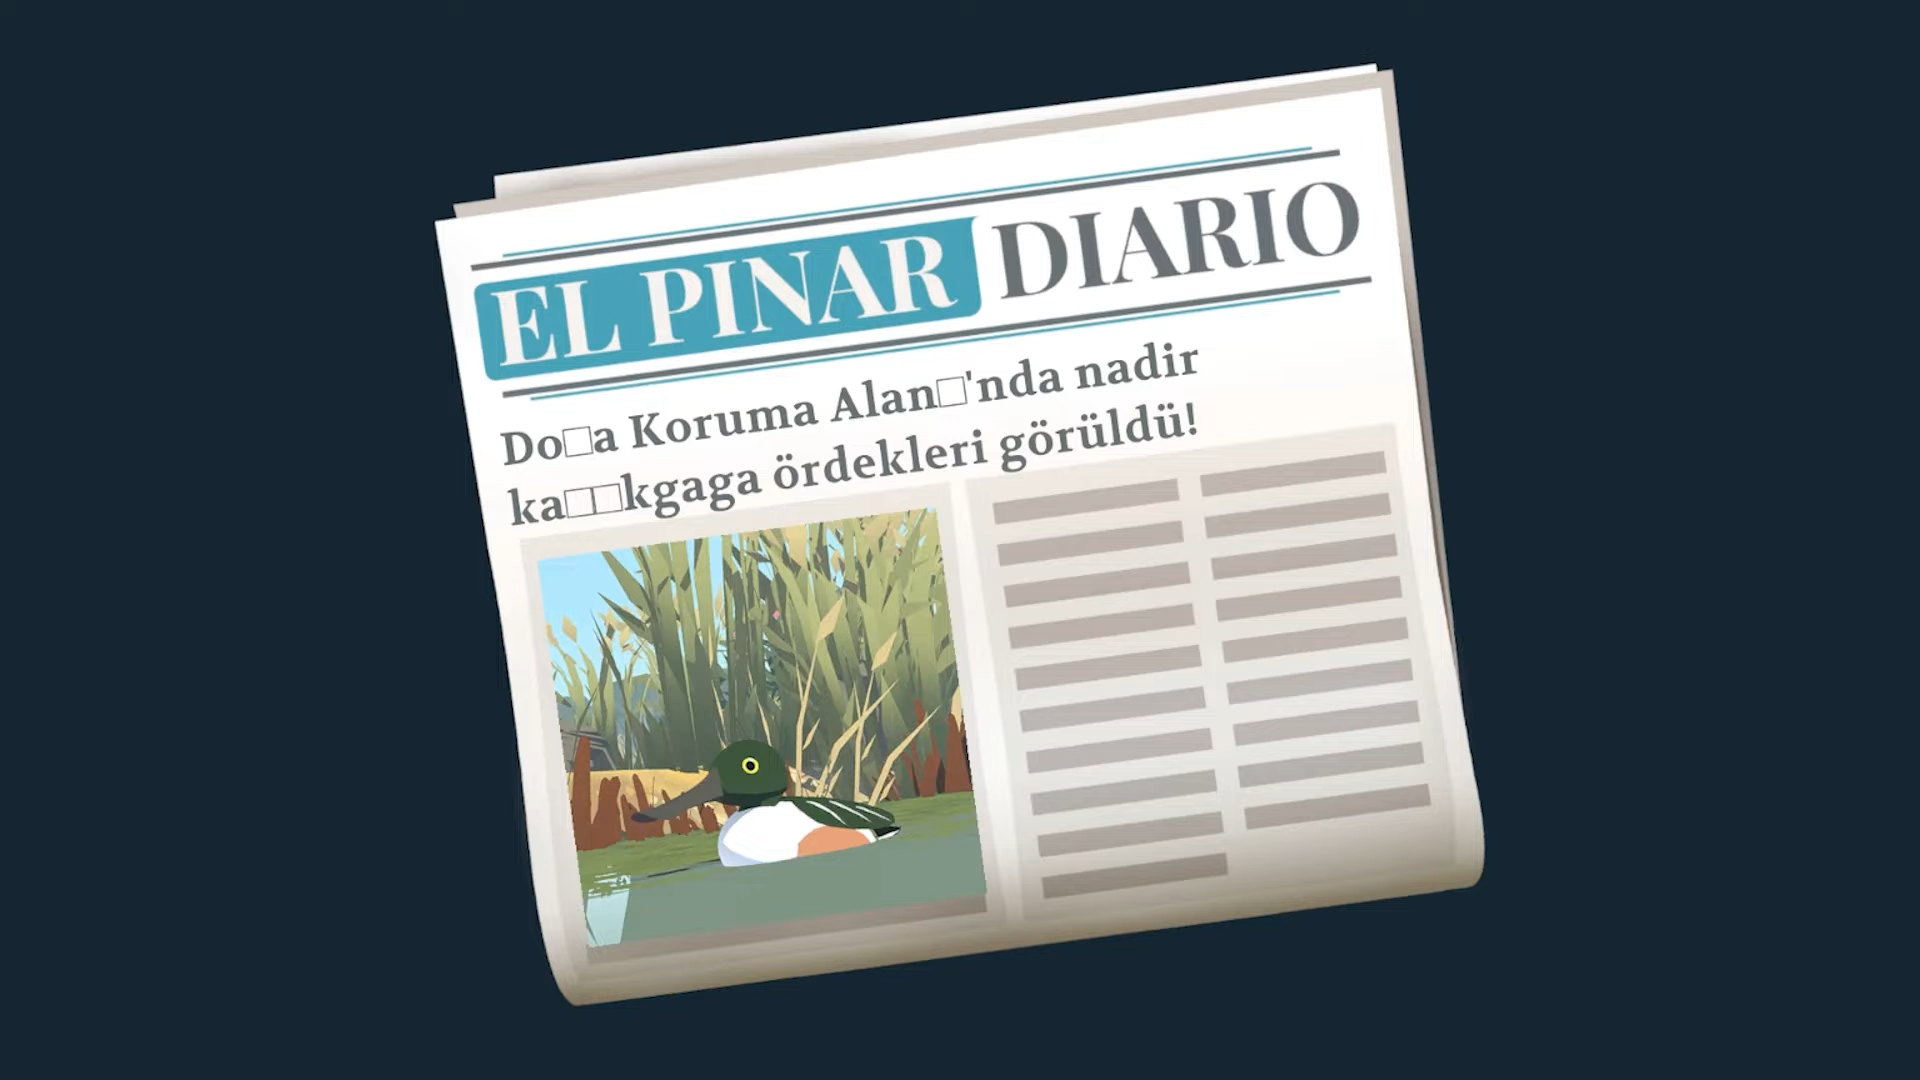 EL PINAR DIARIO
Do□a Koruma Alan□'nda nadir
ka□□kgaga ördekleri görüldü!